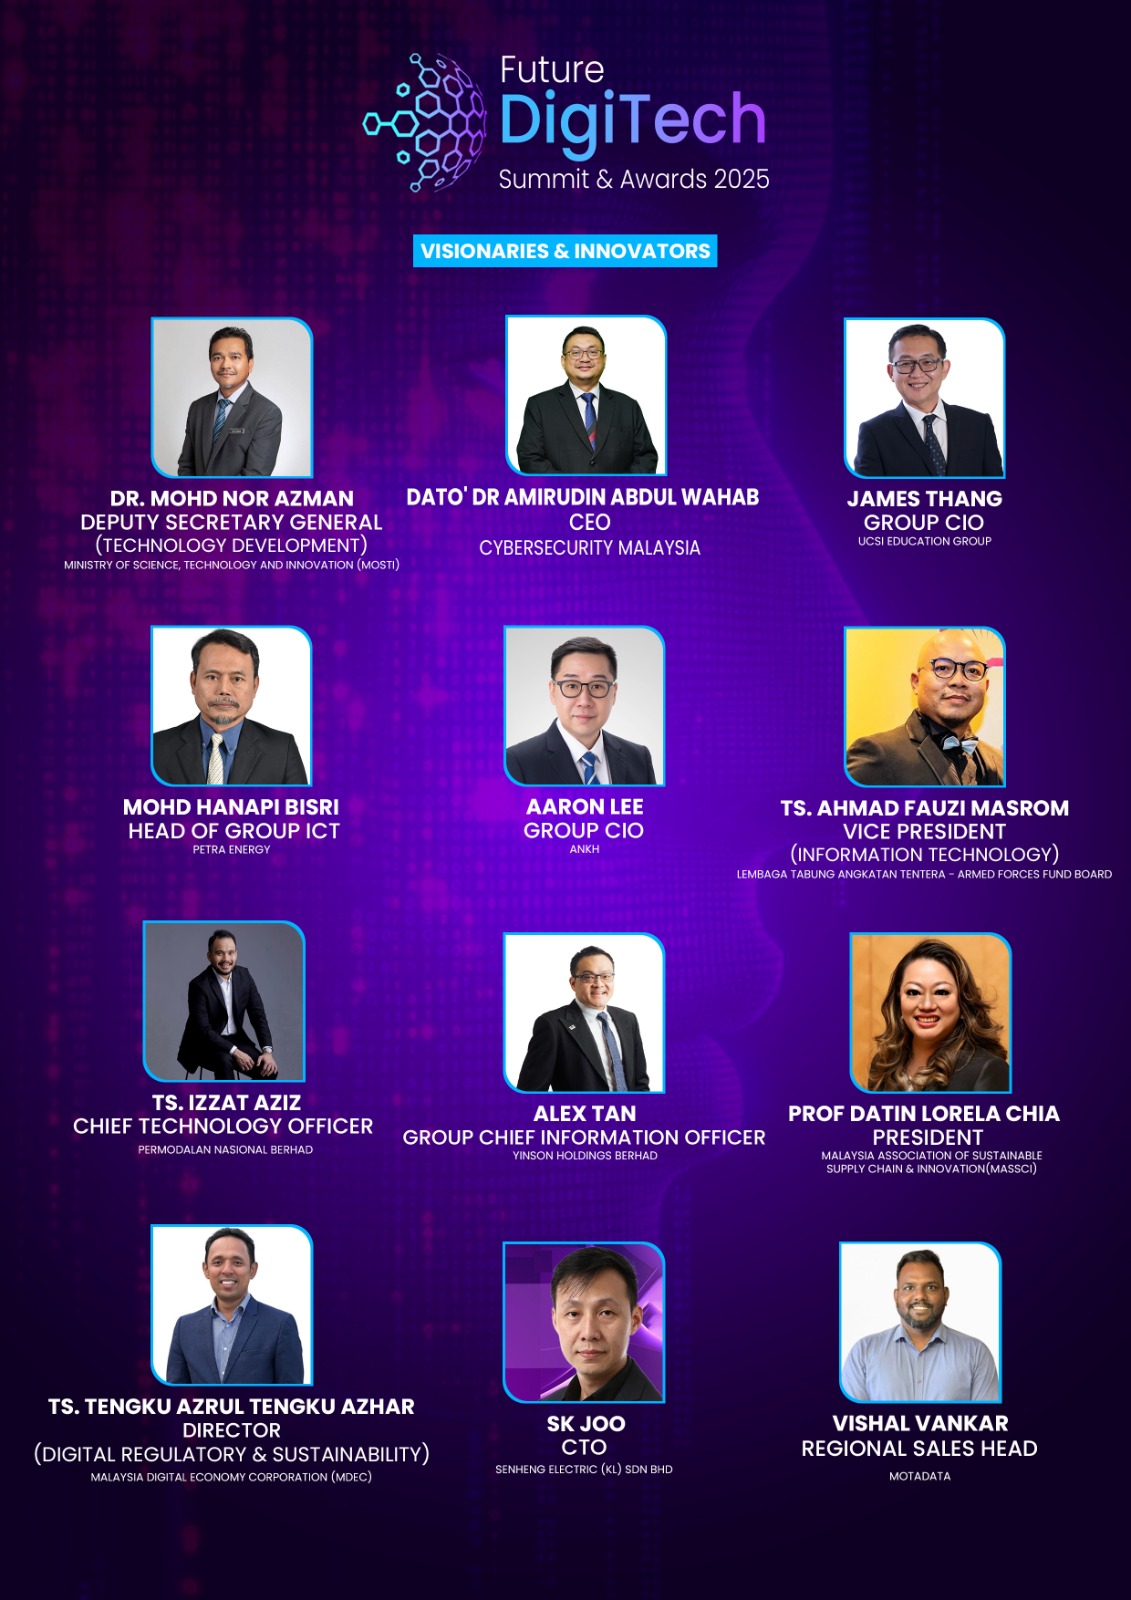 Future
DigiTech
Summit & Awards 2025
VISIONARIES & INNOVATORS
DR. MOHD NOR AZMAN
DEPUTY SECRETARY GENERAL
(TECHNOLOGY DEVELOPMENT)
MINISTRY OF SCIENCE, TECHNOLOGY AND INNOVATION (MOSTI)
DATO' DR AMIRUDIN ABDUL WAHAB
CEO
CYBERSECURITY MALAYSIA
JAMES THANG
GROUP CIO
UCSI EDUCATION GROUP
MOHD HANAPI BISRI
HEAD OF GROUP ICT
PETRA ENERGY
AARON LEE
GROUP CIO
ANKH
TS. AHMAD FAUZI MASROM
VICE PRESIDENT
(INFORMATION TECHNOLOGY)
LEMBAGA TABUNG ANGKATAN TENTERA - ARMED FORCES FUND BOARD
TS. IZZAT AZIZ
CHIEF TECHNOLOGY OFFICER
PERMODALAN NASIONAL BERHAD
ALEX TAN
GROUP CHIEF INFORMATION OFFICER
YINSON HOLDINGS BERHAD
PROF DATIN LORELA CHIA
PRESIDENT
MALAYSIA ASSOCIATION OF SUSTAINABLE
SUPPLY CHAIN & INNOVATION(MASSCI)
TS. TENGKU AZRUL TENGKU AZHAR
DIRECTOR
(DIGITAL REGULATORY & SUSTAINABILITY)
MALAYSIA DIGITAL ECONOMY CORPORATION (MDEC)
SK JOO
CTO
SENHENG ELECTRIC (KL) SDN BHD
VISHAL VANKAR
REGIONAL SALES HEAD
MOTADATA